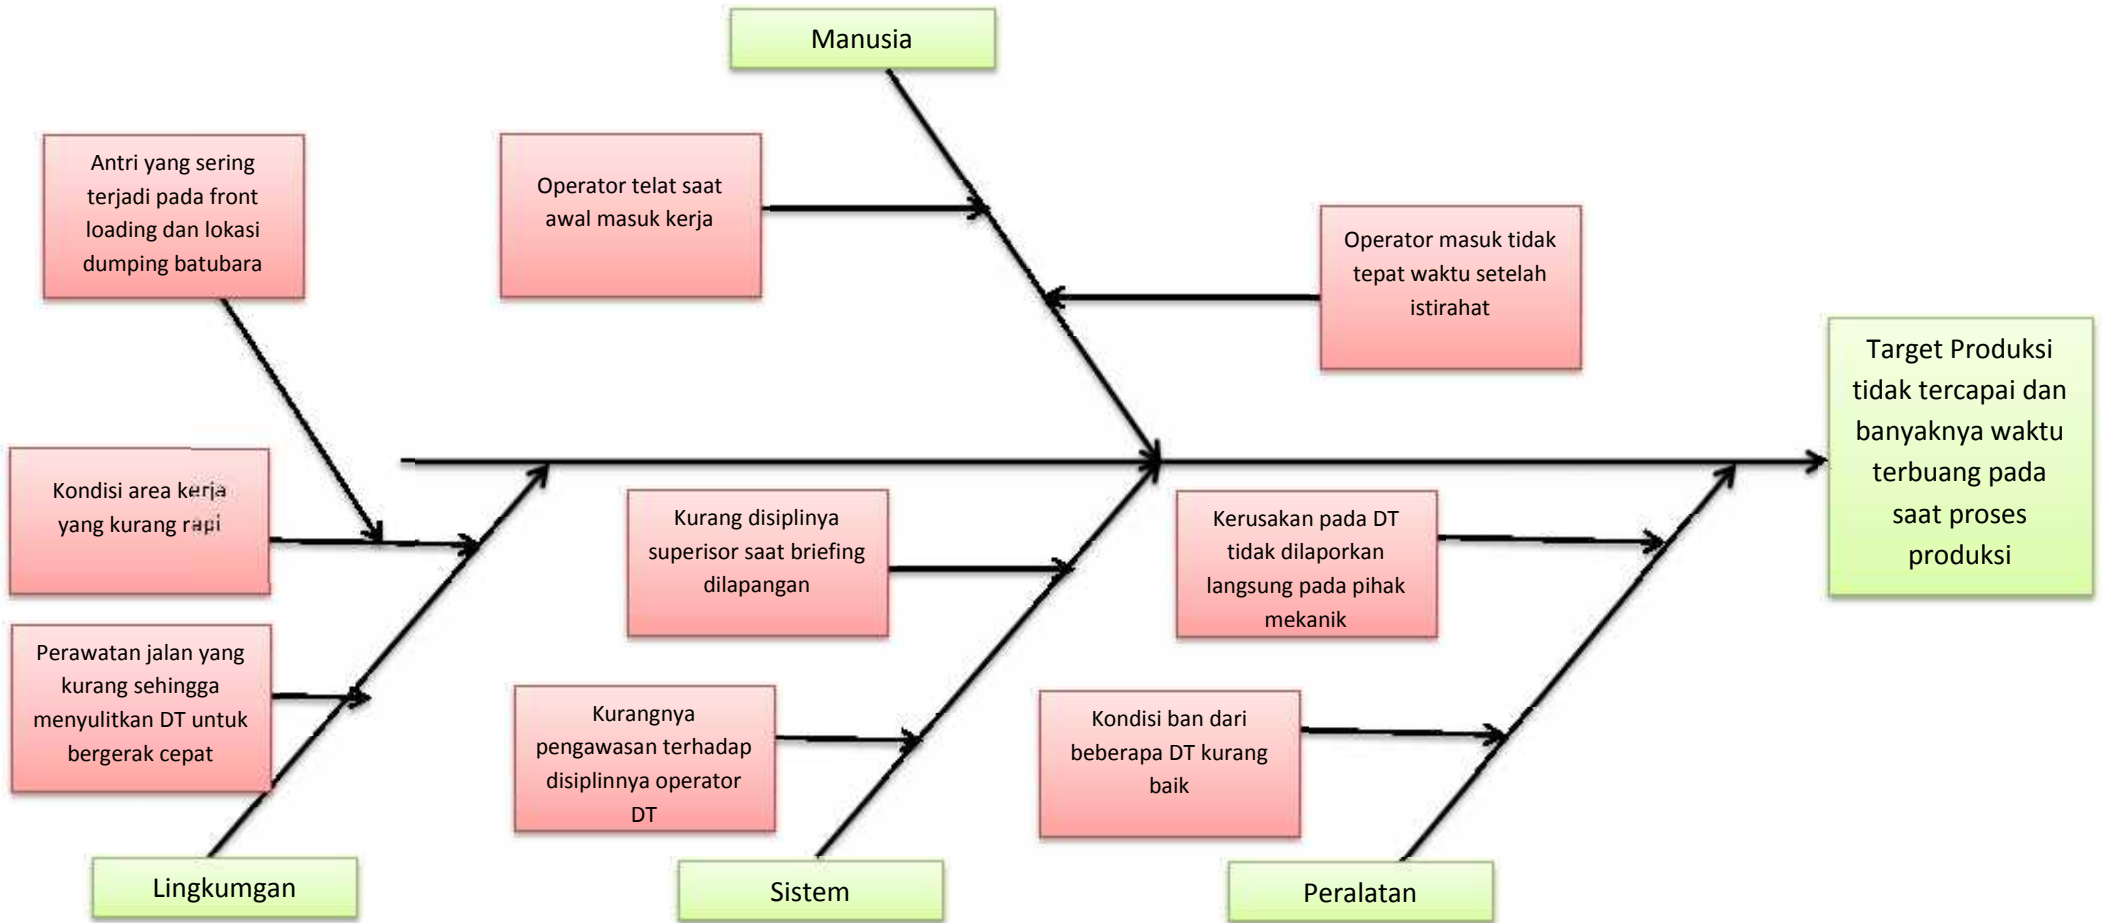 Manusia
Antri yang sering
terjadi pada front
loading dan lokasi
dumping batubara
Operator telat saat
awal masuk kerja
Operator masuk tidak
tepat waktu setelah
istirahat
Target Produksi
tidak tercapai dan
banyaknya waktu
terbuang pada
saat proses
produksi
Kondisi area kerja
yang kurang rapi
Kurang disiplinya
superisor saat briefing
dilapangan
Kerusakan pada DT
tidak dilaporkan
langsung pada pihak
mekanik
Perawatan jalan yang
kurang sehingga
menyulitkan DT untuk
bergerak cepat
Kurangnya
pengawasan terhadap
disiplinnya operator
DT
Kondisi ban dari
beberapa DT kurang
baik
Lingkumgan
Sistem
Peralatan